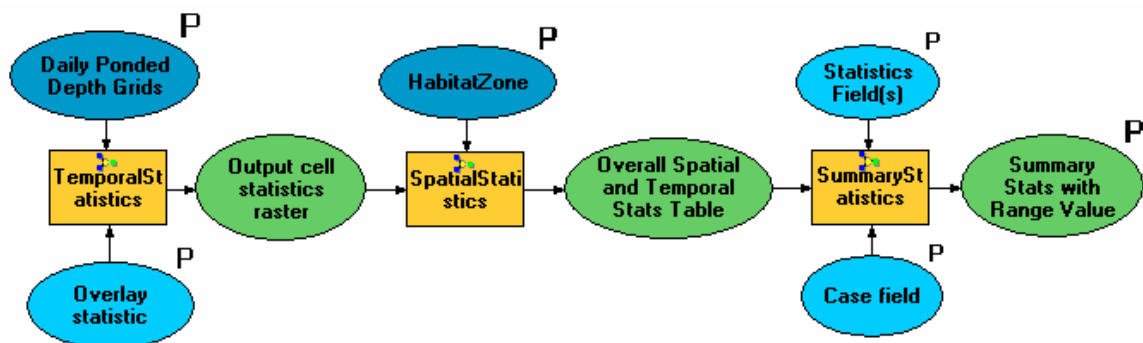 P
Daily Ponded
Depth Grids
TemporalSt
atistics
P
Overlay
statistic
Output cell
statistics
raster
P
HabitatZone
SpatialStati
stics
Overall Spatial
and Temporal
Stats Table
P
Statistics
Field(s)
SummarySt
atistics
P
Case field
P
Summary
Stats with
Range Value